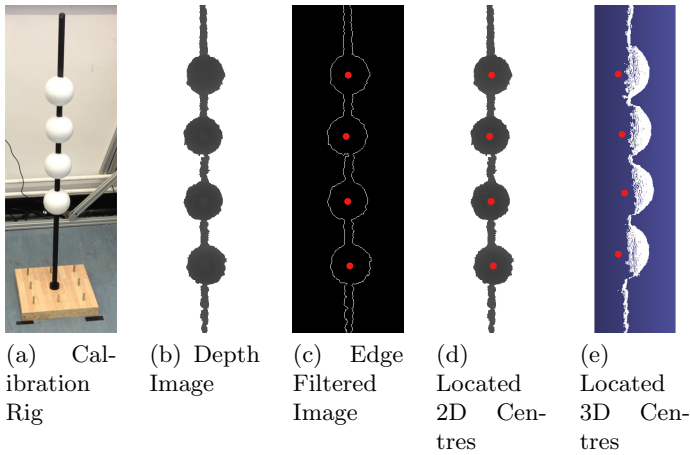 (a) Cal-
ibration
Rig
(b) Depth
Image
(c) Edge
Filtered
Image
(d)
Located
2D Cen-
tres
(e)
Located
3D Cen-
tres